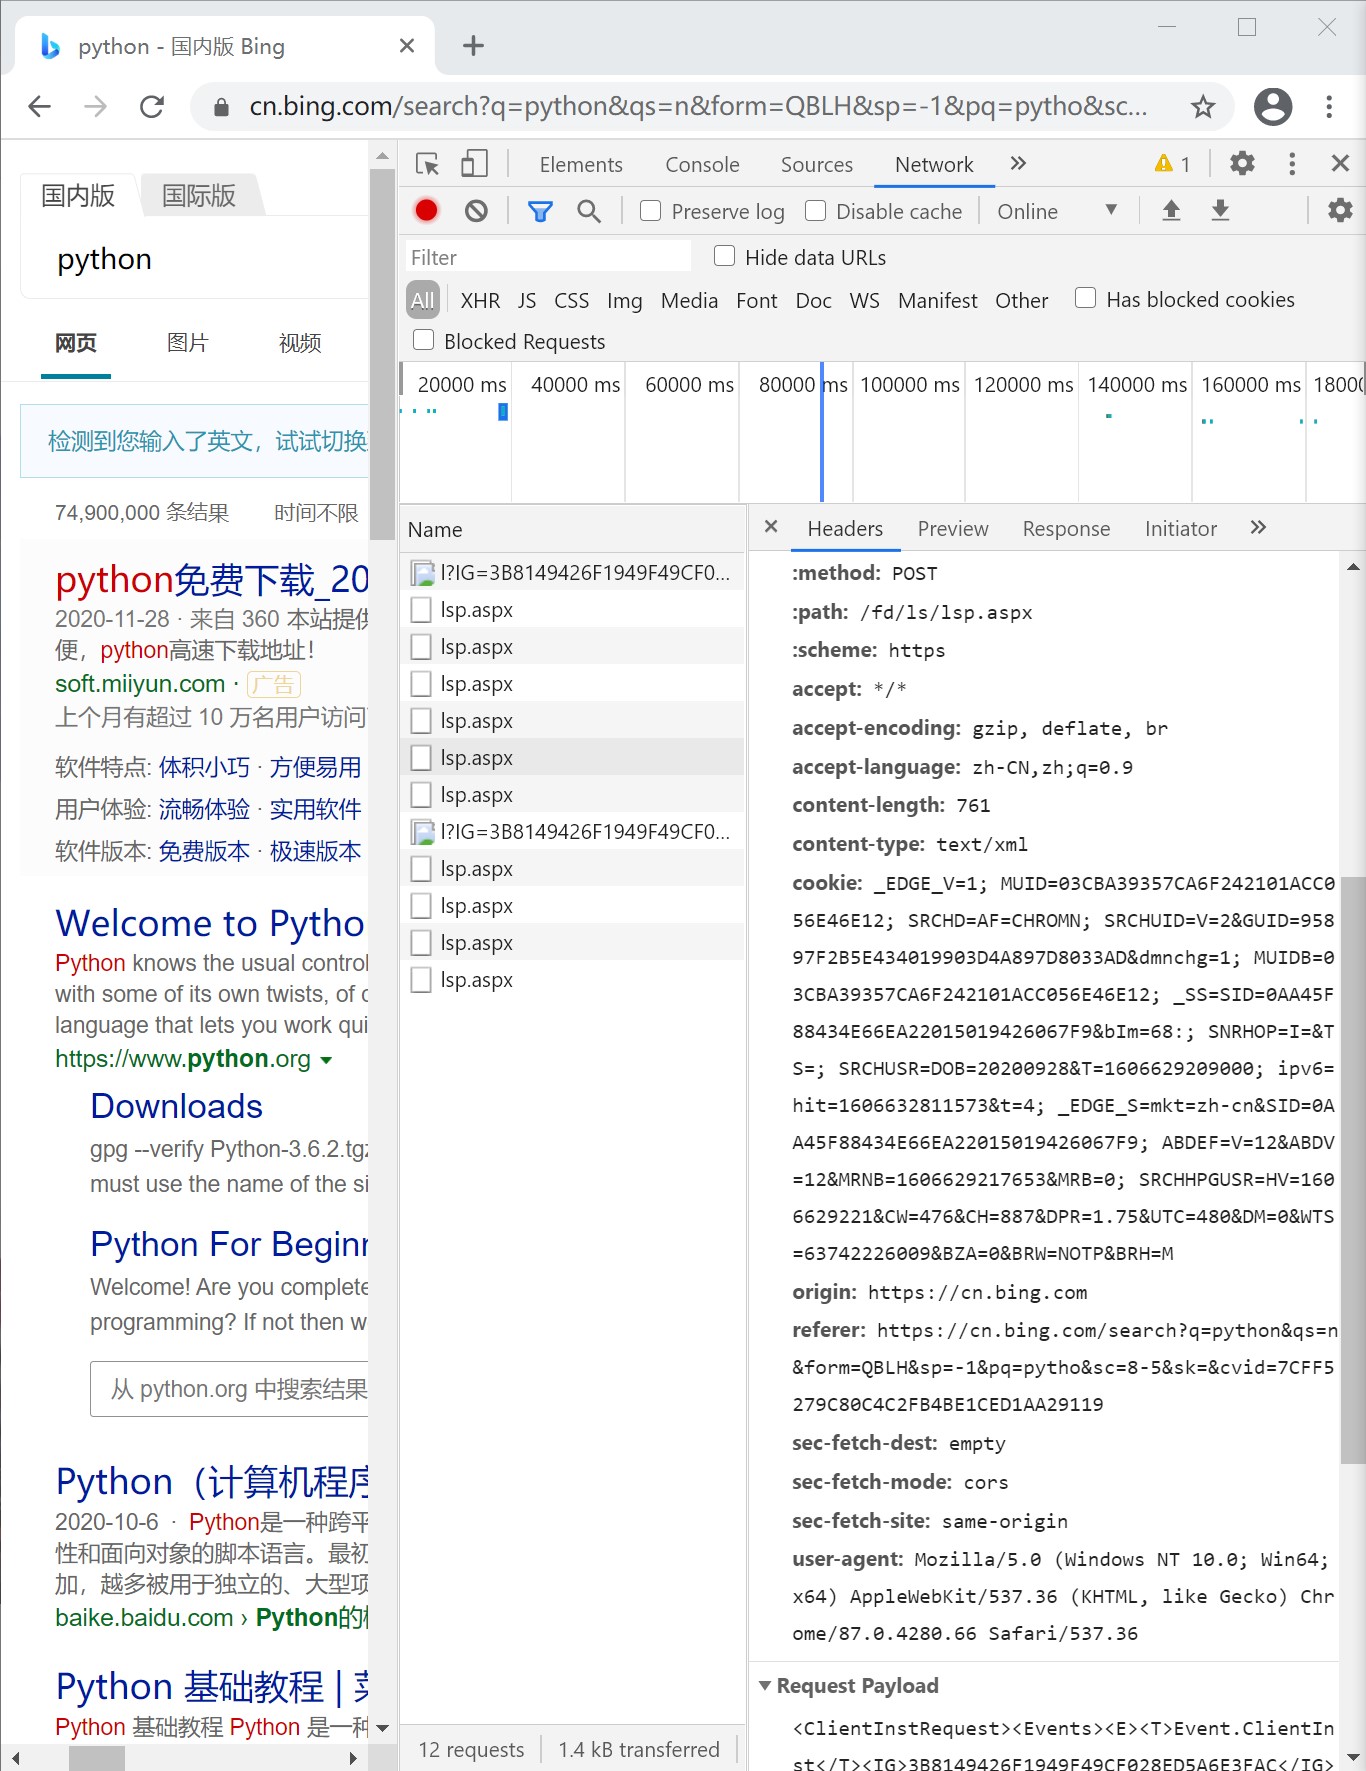 python - 国内版 Bing
cn.bing.com/search?q=python&qs=n&form=QBLH&sp=-1&pq=pytho&sc...
国内版 国际版
python
网页 图片 视频
检测到您输入了英文，试试切换
74,900,000 条结果 时间不限
python免费下载_20
2020-11-28 · 来自 360 本站提供
便，python高速下载地址！
soft.miiyun.com · 广告
上个月有超过 10 万名用户访问
软件特点: 体积小巧 · 方便易用
用户体验: 流畅体验 · 实用软件
软件版本: 免费版本 · 极速版本
Welcome to Pytho
Python knows the usual control
with some of its own twists, of c
language that lets you work qui
https://www.python.org
Downloads
gpg --verify Python-3.6.2.tgz
must use the name of the si
Python For Beginn
Welcome! Are you complete
programming? If not then w
从 python.org 中搜索结果
Python（计算机程序
2020-10-6 · Python是一种跨平
性和面向对象的脚本语言。最初
加，越多被用于独立的、大型项
baike.baidu.com › Python的
Python 基础教程 | 菜
Python 基础教程 Python 是一种
Elements Console Sources Network » 1
Preserve log Disable cache Online
Filter Hide data URLs
All XHR JS CSS Img Media Font Doc WS Manifest Other Has blocked cookies
Blocked Requests
20000 ms 40000 ms 60000 ms 80000 ms 100000 ms 120000 ms 140000 ms 160000 ms 18000
Name
l?IG=3B8149426F1949F49CF0...
lsp.aspx
lsp.aspx
lsp.aspx
lsp.aspx
lsp.aspx
lsp.aspx
l?IG=3B8149426F1949F49CF0...
lsp.aspx
lsp.aspx
lsp.aspx
lsp.aspx
12 requests 1.4 kB transferred
Headers Preview Response Initiator »
:method: POST
:path: /fd/ls/lsp.aspx
:scheme: https
accept: */*
accept-encoding: gzip, deflate, br
accept-language: zh-CN,zh;q=0.9
content-length: 761
content-type: text/xml
cookie: _EDGE_V=1; MUID=03CBA39357CA6F242101ACC0
56E46E12; SRCHD=AF=CHROMN; SRCHUID=V=2&GUID=958
97F2B5E434019903D4A897D8033AD&dmnchg=1; MUIDB=0
3CBA39357CA6F242101ACC056E46E12; _SS=SID=0AA45F
88434E66EA22015019426067F9&bIm=68:; SNRHOP=I=&T
S=; SRCHUSR=DOB=20200928&T=1606629209000; ipv6=
hit=1606632811573&t=4; _EDGE_S=mkt=zh-cn&SID=0A
A45F88434E66EA22015019426067F9; ABDEF=V=12&ABDV
=12&MRNB=1606629217653&MRB=0; SRCHHPGUSR=HV=160
6629221&CW=476&CH=887&DPR=1.75&UTC=480&DM=0&WTS
=63742226009&BZA=0&BRW=NOTP&BRH=M
origin: https://cn.bing.com
referer: https://cn.bing.com/search?q=python&qs=n
&form=QBLH&sp=-1&pq=pytho&sc=8-5&sk=&cvid=7CFF5
279C80C4C2FB4BE1CED1AA29119
sec-fetch-dest: empty
sec-fetch-mode: cors
sec-fetch-site: same-origin
user-agent: Mozilla/5.0 (Windows NT 10.0; Win64;
x64) AppleWebKit/537.36 (KHTML, like Gecko) Chr
ome/87.0.4280.66 Safari/537.36
Request Payload
<ClientInstRequest><Events><E><T>Event.ClientIn
st</T><IG>3B8149426F1949F49CF028ED5A6E3FAC</IG>